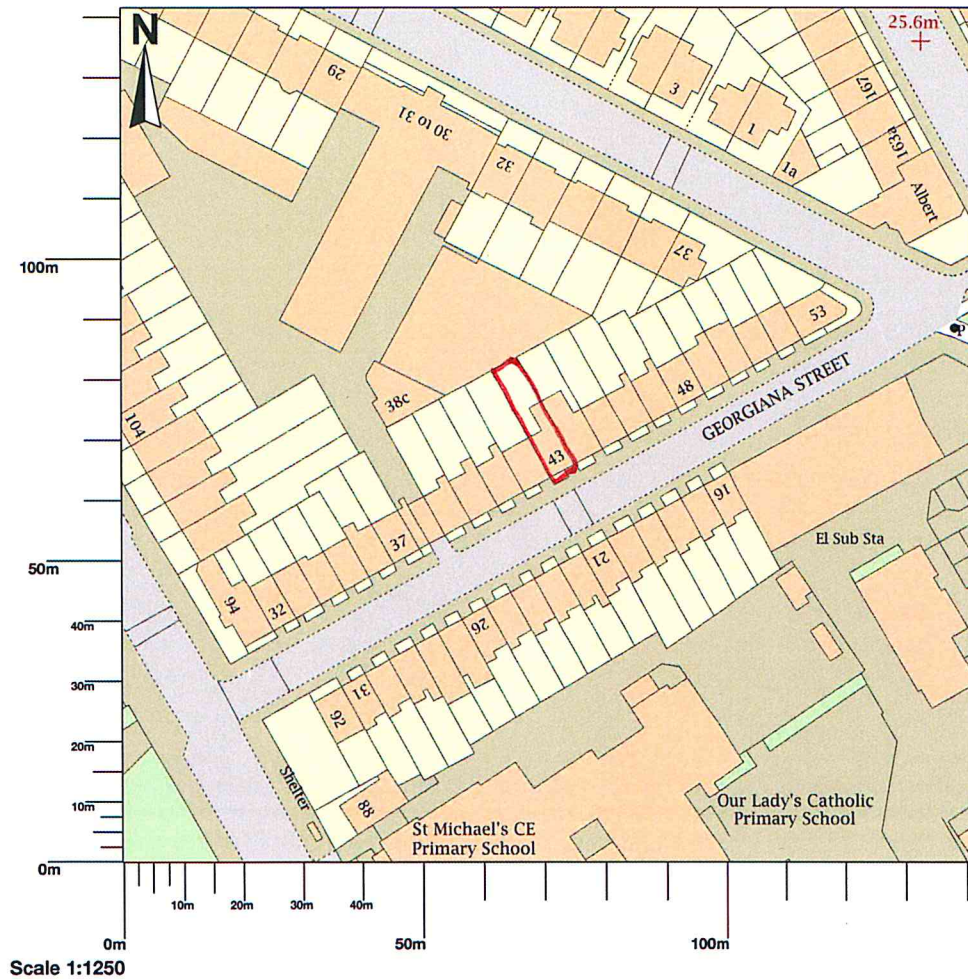 N
25.6m
29
30 to 31
3
1
1a
167
163a
Albert
32
37
100m
53
P
48
GEORGIANA STREET
38c
104
43
37
16
El Sub Sta
21
50m
94
32
26
40m
31
30m
92
20m
Shelter
10m
88
Our Lady's Catholic
Primary School
St Michael's CE
Primary School
0m
10m
20m
30m
40m
0m
50m
100m
Scale 1:1250